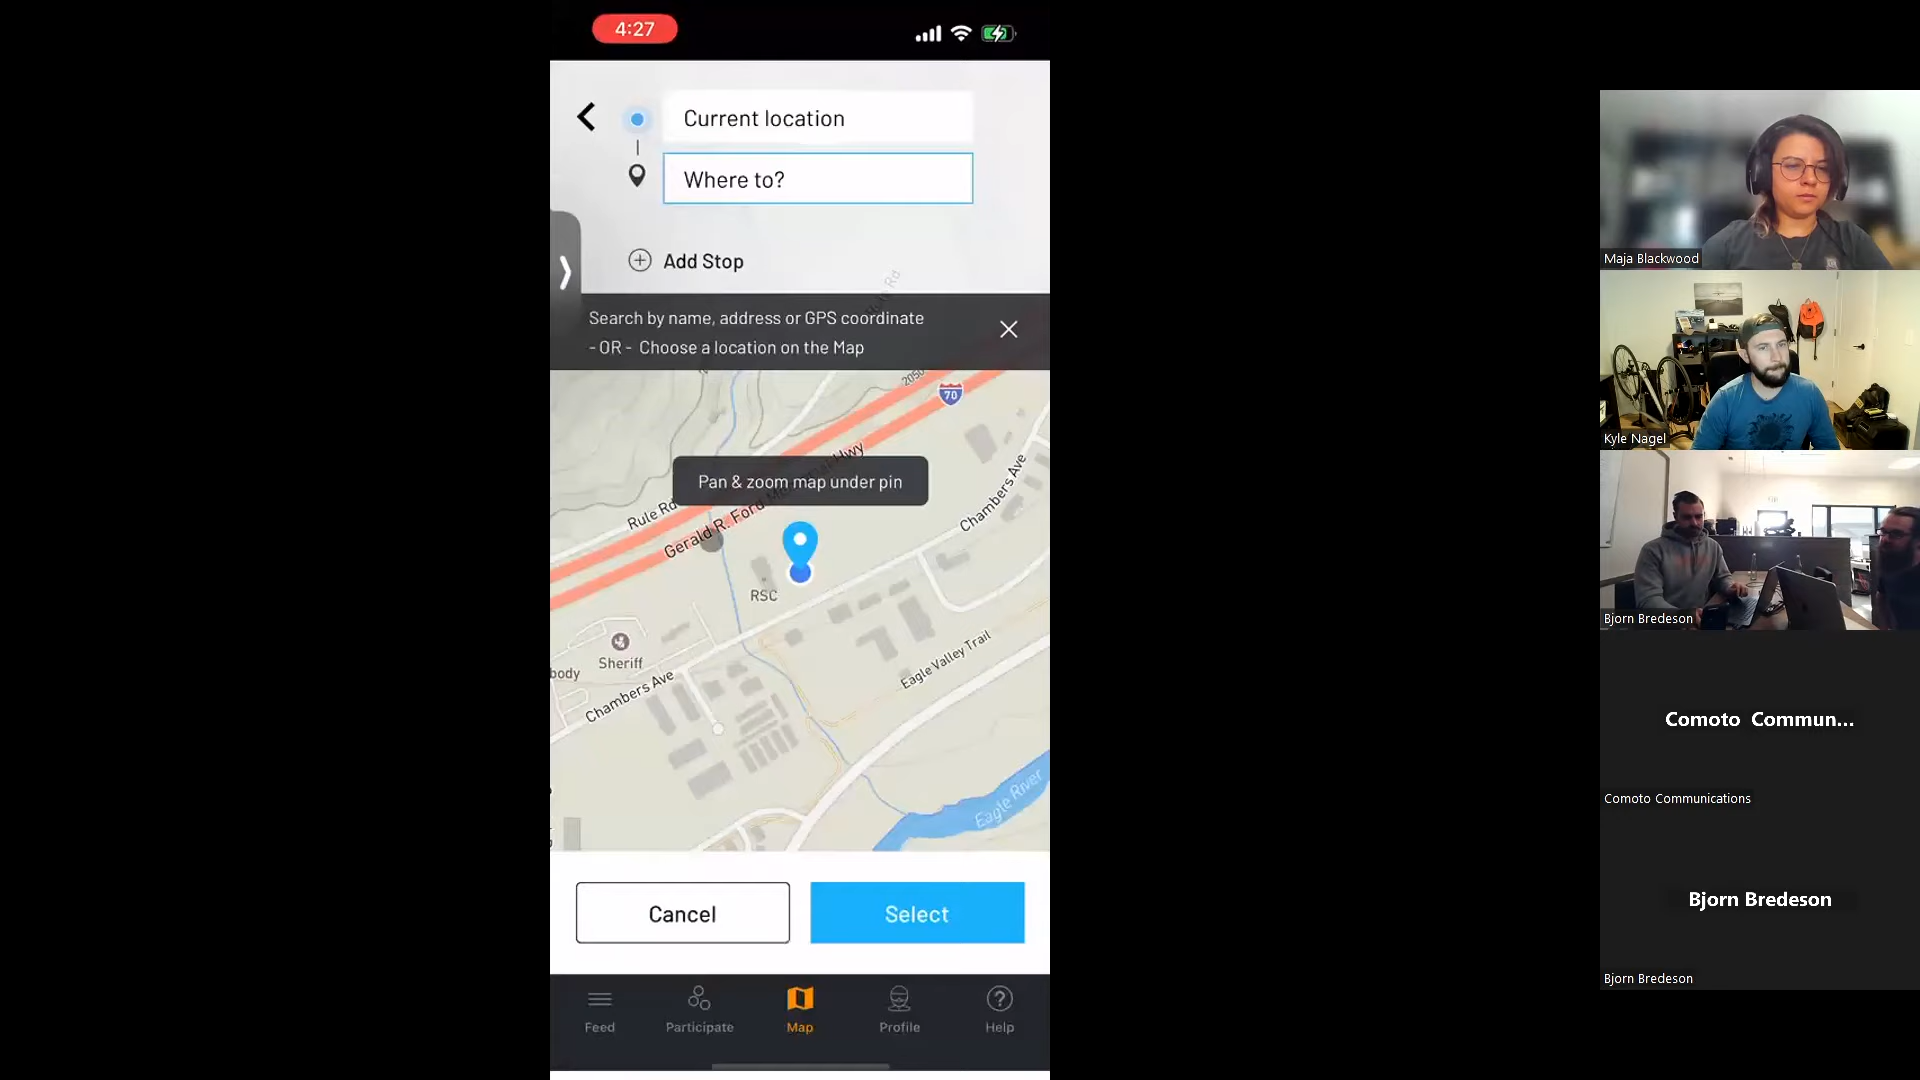 4:27
Current location
Where to?
Add Stop
Search by name, address or GPS coordinate
- OR - Choose a location on the Map
2050
70
Pan & zoom map under pin
Rule Rd
Gerald R. Ford
Hwy
Chambers Ave
RSC
Sheriff
body
Chambers Ave
Eagle Valley Trail
Eagle River
Cancel
Select
Feed
Participate
Map
Profile
Help
Maja Blackwood
Kyle Nagel
Bjorn Bredeson
Comoto Commun...
Comoto Communications
Bjorn Bredeson
Bjorn Bredeson